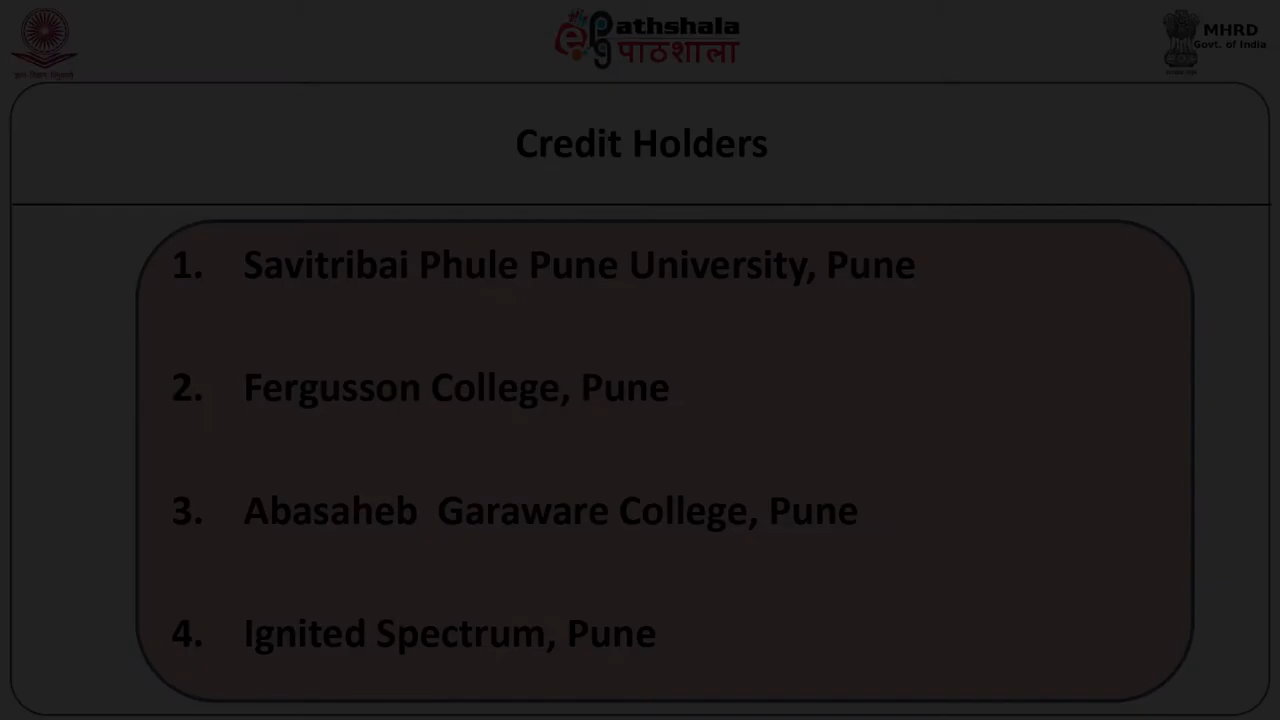 ePG Pathshala
पाठशाला
MHRD
Govt. of India
Credit Holders
1. Savitribai Phule Pune University, Pune
2. Fergusson College, Pune
3. Abasaheb Garaware College, Pune
4. Ignited Spectrum, Pune